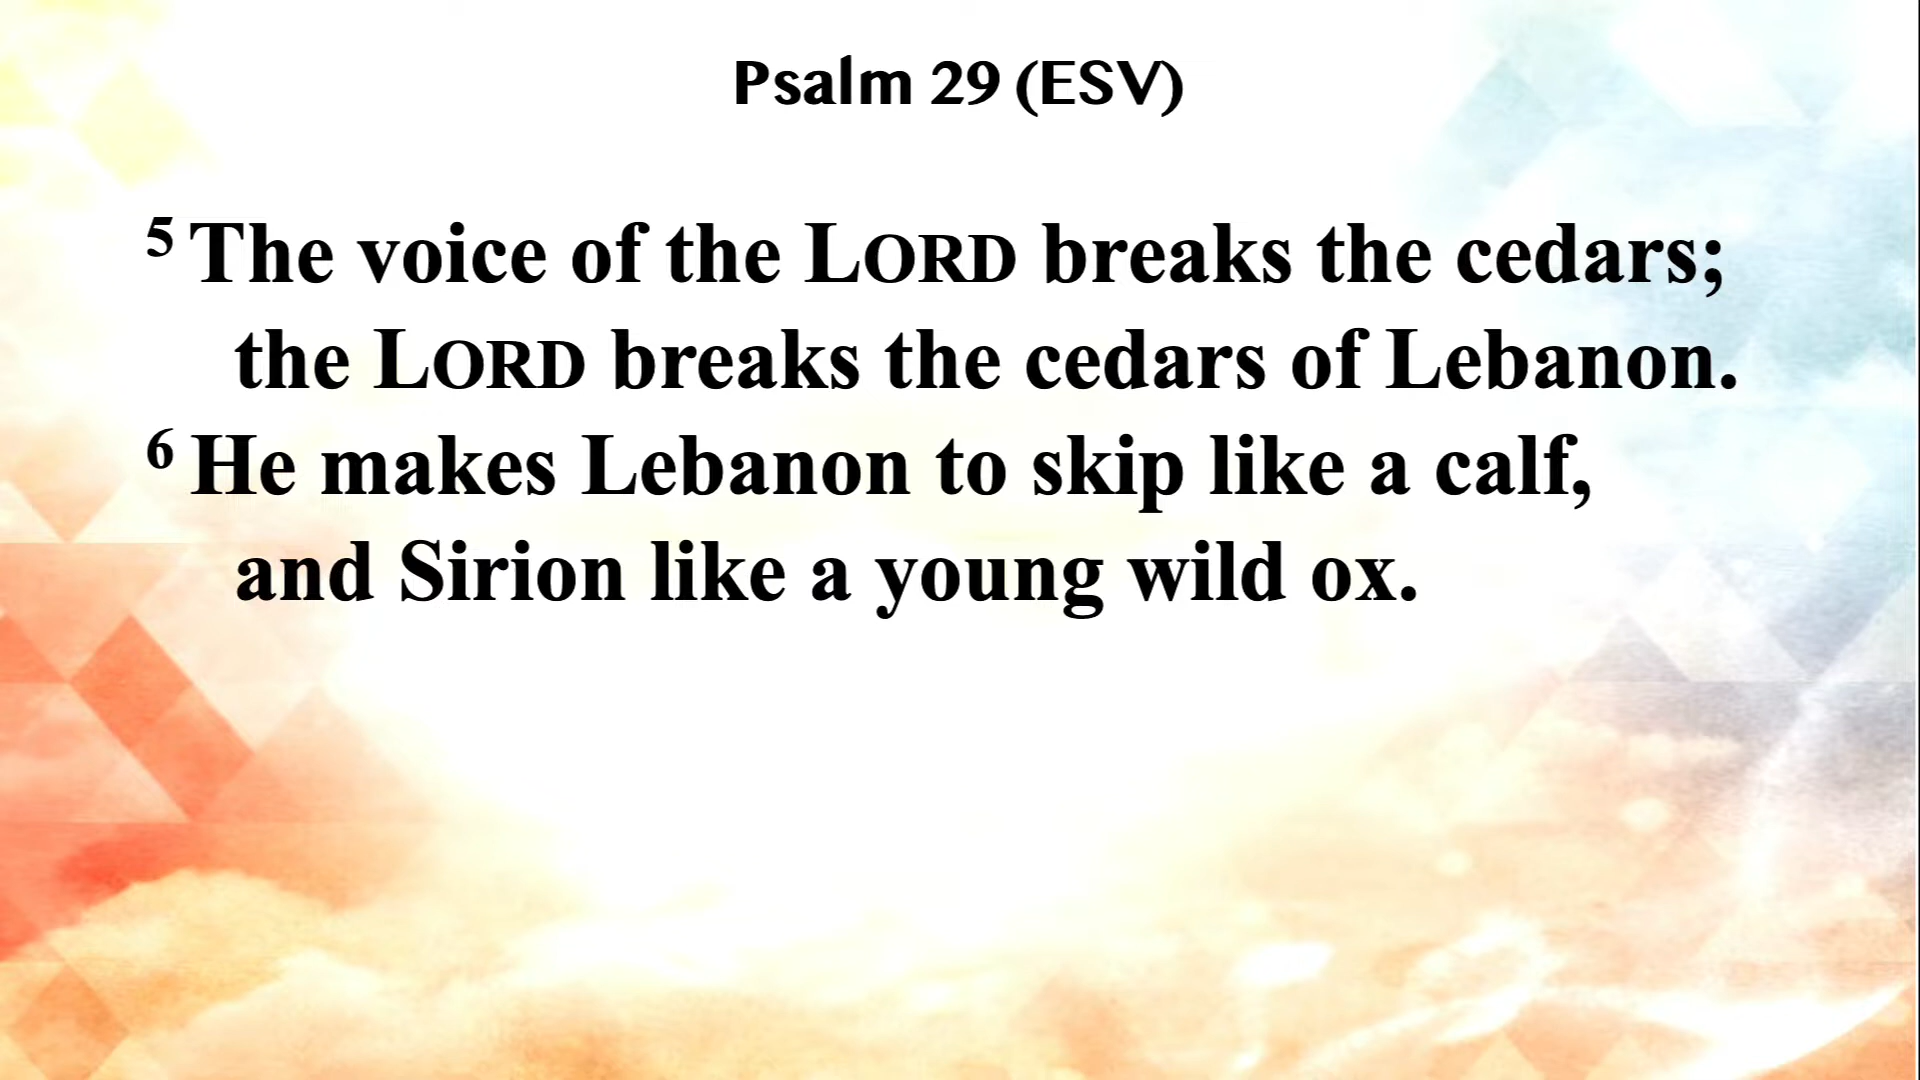 Psalm 29 (ESV)
5 The voice of the LORD breaks the cedars;
the LORD breaks the cedars of Lebanon.
6 He makes Lebanon to skip like a calf,
and Sirion like a young wild ox.